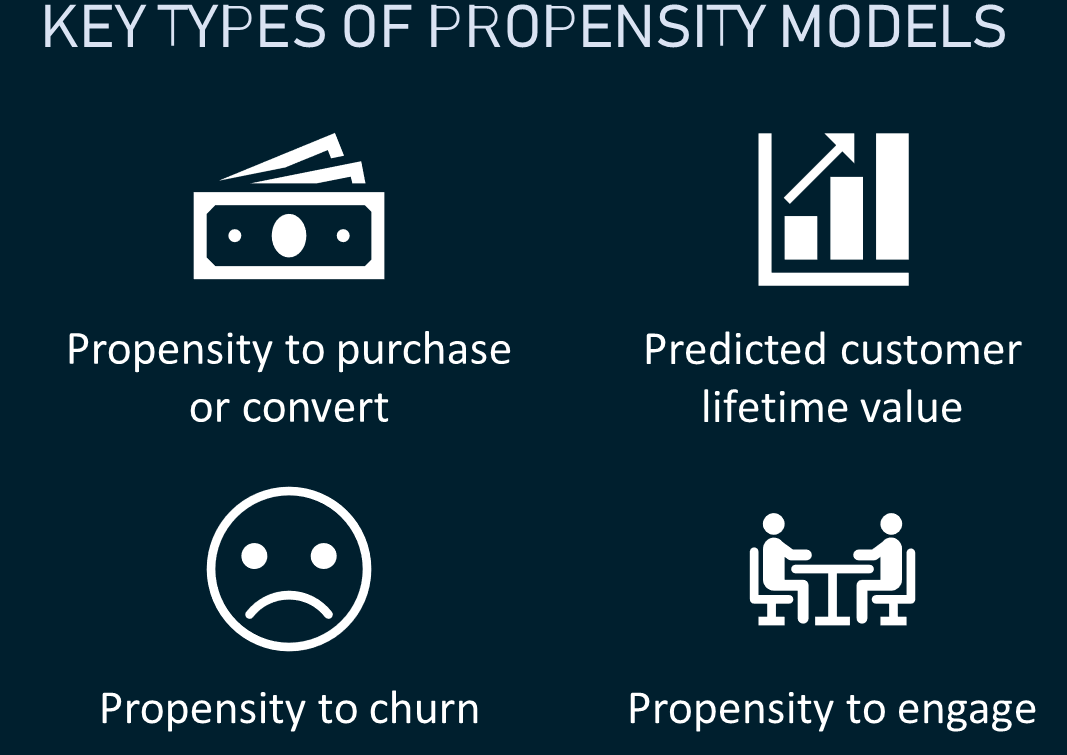 KEY TYPES OF PROPENSITY MODELS
Propensity to purchase
or convert
Predicted customer
lifetime value
Propensity to churn
Propensity to engage